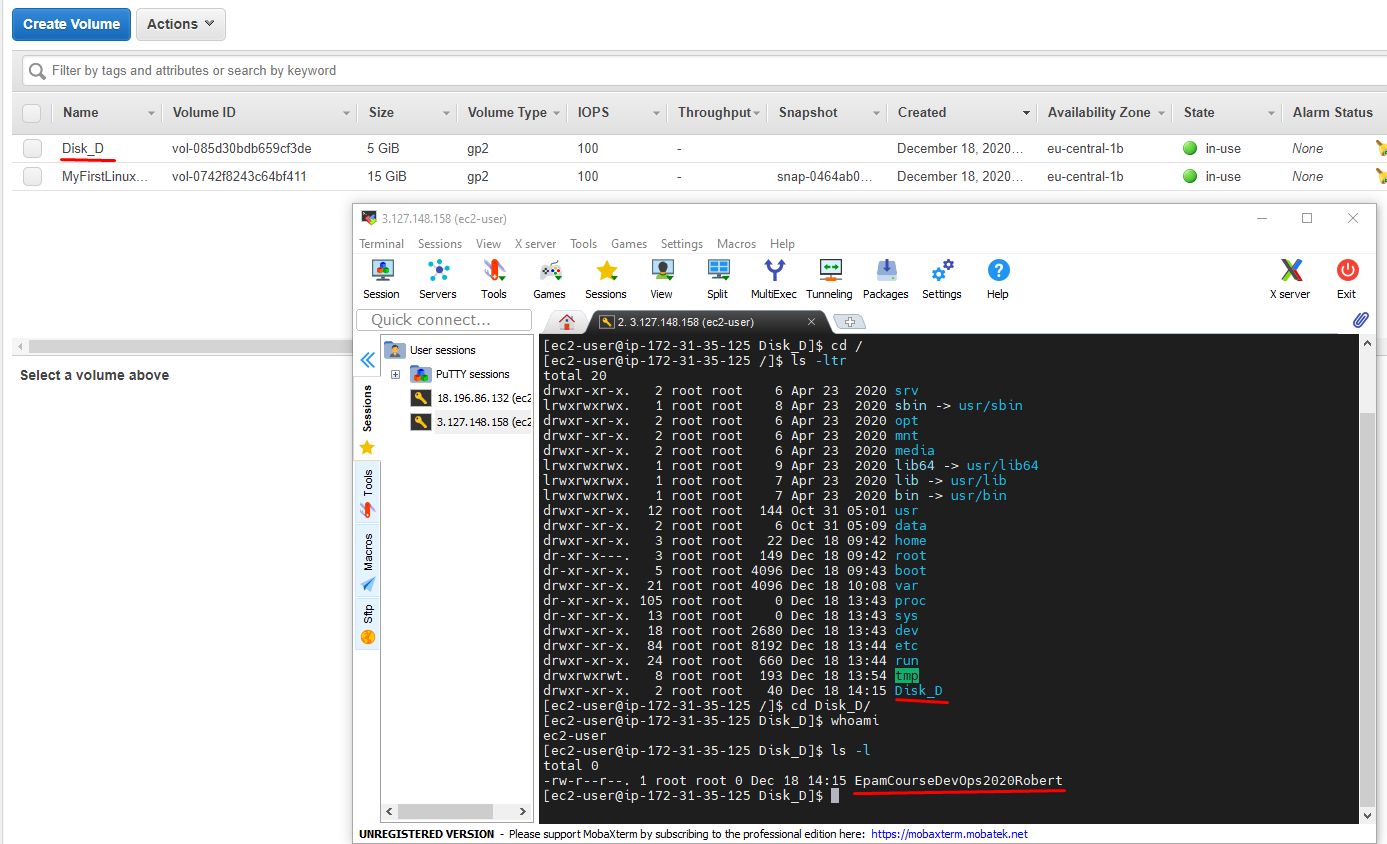 Create Volume Actions
Filter by tags and attributes or search by keyword
Name Volume ID Size Volume Type IOPS Throughput Snapshot Created Availability Zone State Alarm Status
Disk_D vol-085d30bdb659cf3de 5 GiB gp2 100 - December 18, 2020... eu-central-1b in-use None
MyFirstLinux... vol-0742f8243c64bf411 15 GiB gp2 100 - snap-0464ab0... December 18, 2020... eu-central-1b in-use None
Select a volume above
3.127.148.158 (ec2-user)
Terminal Sessions View X server Tools Games Settings Macros Help
Session Servers Tools Games Sessions View Split MultiExec Tunneling Packages Settings Help X server Exit
Quick connect...
2. 3.127.148.158 (ec2-user)
User sessions
PuTTY sessions
18.196.86.132 (ec2
3.127.148.158 (ec2
Sessions
Tools
Macros
Sftp
[ec2-user@ip-172-31-35-125 Disk_D]$ cd /
[ec2-user@ip-172-31-35-125 /]$ ls -ltr
total 20
drwxr-xr-x. 2 root root 6 Apr 23 2020 srv
lrwxrwxrwx. 1 root root 8 Apr 23 2020 sbin -> usr/sbin
drwxr-xr-x. 2 root root 6 Apr 23 2020 opt
drwxr-xr-x. 2 root root 6 Apr 23 2020 mnt
drwxr-xr-x. 2 root root 6 Apr 23 2020 media
lrwxrwxrwx. 1 root root 9 Apr 23 2020 lib64 -> usr/lib64
lrwxrwxrwx. 1 root root 7 Apr 23 2020 lib -> usr/lib
lrwxrwxrwx. 1 root root 7 Apr 23 2020 bin -> usr/bin
drwxr-xr-x. 12 root root 144 Oct 31 05:01 usr
drwxr-xr-x. 2 root root 6 Oct 31 05:09 data
drwxr-xr-x. 3 root root 22 Dec 18 09:42 home
dr-xr-x---. 3 root root 149 Dec 18 09:42 root
dr-xr-xr-x. 5 root root 4096 Dec 18 09:43 boot
drwxr-xr-x. 21 root root 4096 Dec 18 10:08 var
dr-xr-xr-x. 105 root root 0 Dec 18 13:43 proc
dr-xr-xr-x. 13 root root 0 Dec 18 13:43 sys
drwxr-xr-x. 18 root root 2680 Dec 18 13:43 dev
drwxr-xr-x. 84 root root 8192 Dec 18 13:44 etc
drwxr-xr-x. 24 root root 660 Dec 18 13:44 run
drwxrwxrwt. 8 root root 193 Dec 18 13:54 tmp
drwxr-xr-x. 2 root root 40 Dec 18 14:15 Disk_D
[ec2-user@ip-172-31-35-125 /]$ cd Disk_D/
[ec2-user@ip-172-31-35-125 Disk_D]$ whoami
ec2-user
[ec2-user@ip-172-31-35-125 Disk_D]$ ls -l
total 0
-rw-r--r--. 1 root root 0 Dec 18 14:15 EpamCourseDevOps2020Robert
[ec2-user@ip-172-31-35-125 Disk_D]$
UNREGISTERED VERSION - Please support MobaXterm by subscribing to the professional edition here: https://mobaxterm.mobatek.net